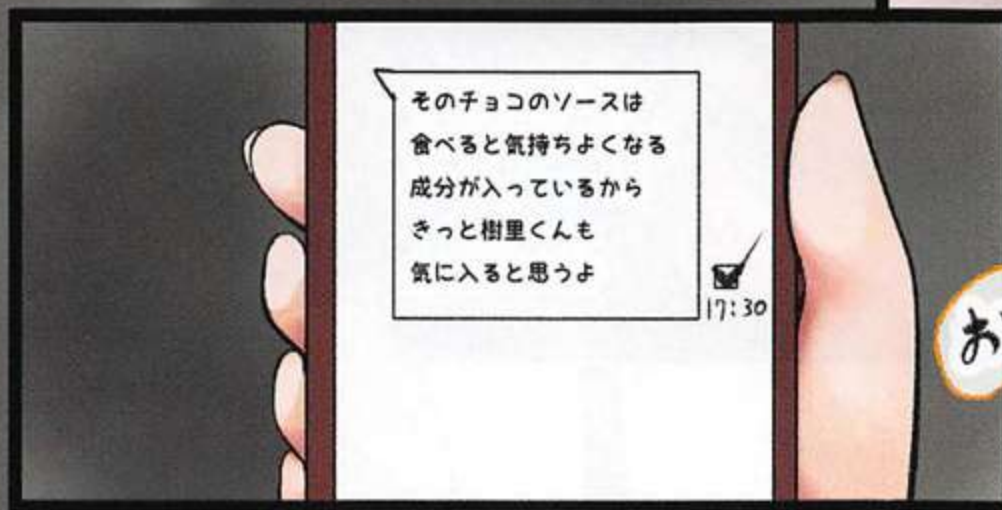 そのチョコのソースは
食べると気持ちよくなる
成分が入っているから
きっと樹里くんも
気に入ると思うよ
17:30
お